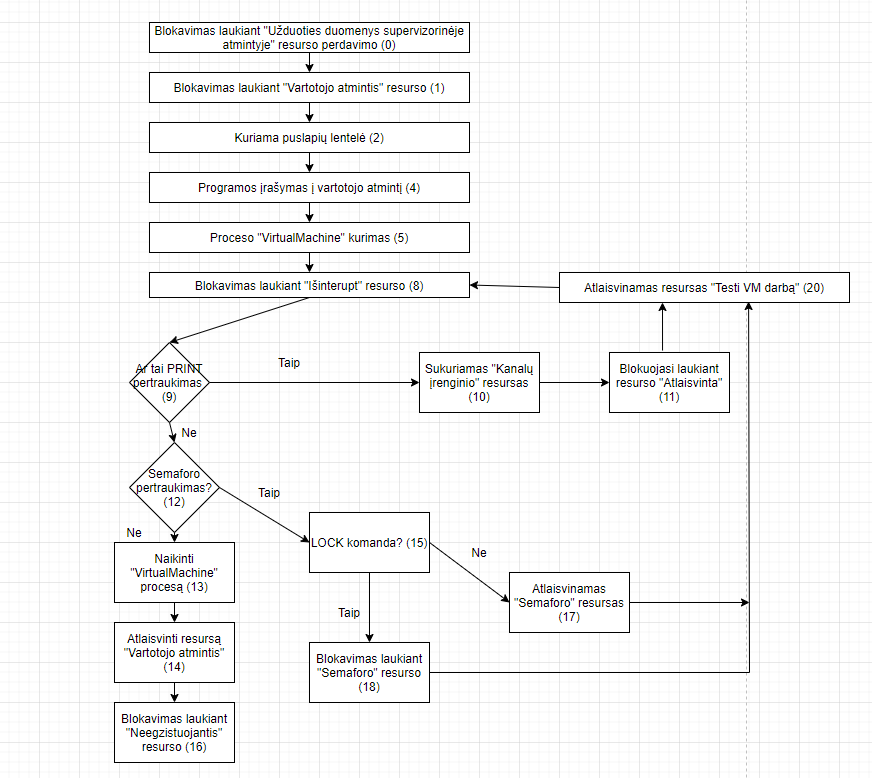 Blokavimas laukiant "Užduoties duomenys supervizorinėje
atmintyje" resurso perdavimo (0)
Blokavimas laukiant "Vartotojo atmintis" resurso (1)
Kuriama puslapių lentelė (2)
Programos įrašymas į vartotojo atmintį (4)
Proceso "VirtualMachine" kurimas (5)
Blokavimas laukiant "Išinterupt" resurso (8)
Atlaisvinamas resursas "Testi VM darbą" (20)
Ar tai PRINT
pertraukimas
(9)
Taip
Sukuriamas "Kanalų
įrenginio" resursas
(10)
Blokuojasi laukiant
resurso "Atlaisvinta"
(11)
Ne
Semaforo
pertraukimas?
(12)
Taip
Ne
LOCK komanda? (15)
Ne
Naikinti
"VirtualMachine"
procesą (13)
Atlaisvinamas
"Semaforo" resursas
(17)
Taip
Atlaisvinti resursą
"Vartotojo atmintis"
(14)
Blokavimas laukiant
"Semaforo" resurso
(18)
Blokavimas laukiant
"Neegzistuojantis"
resurso (16)